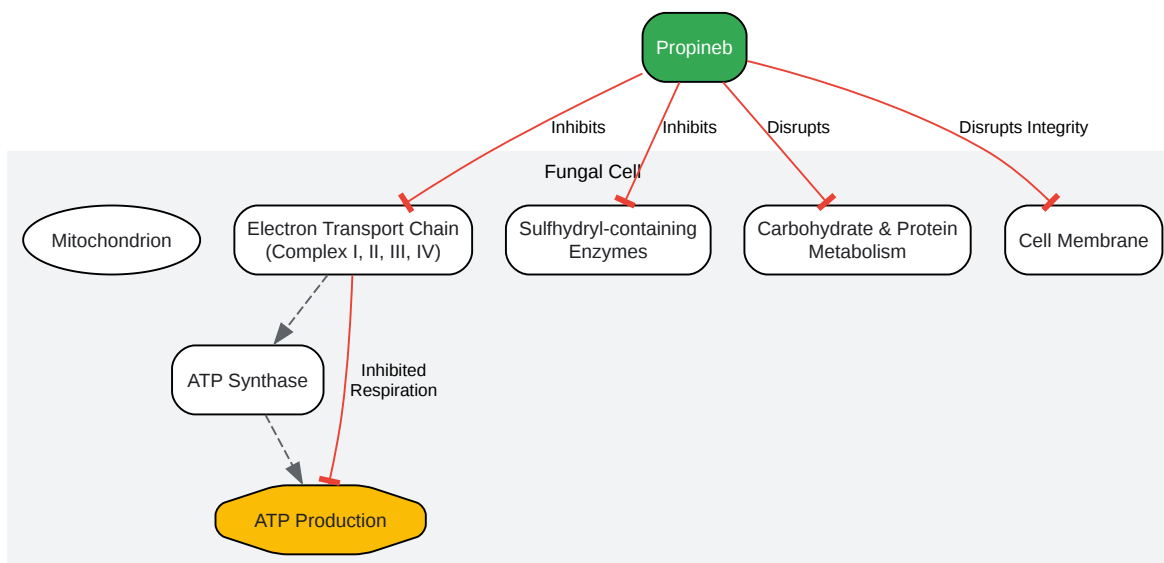 Propineb
Inhibits
Inhibits
Disrupts
Disrupts Integrity
Fungal Cell
Mitochondrion
Electron Transport Chain
(Complex I, II, III, IV)
Sulfhydryl-containing
Enzymes
Carbohydrate & Protein
Metabolism
Cell Membrane
ATP Synthase
Inhibited
Respiration
ATP Production